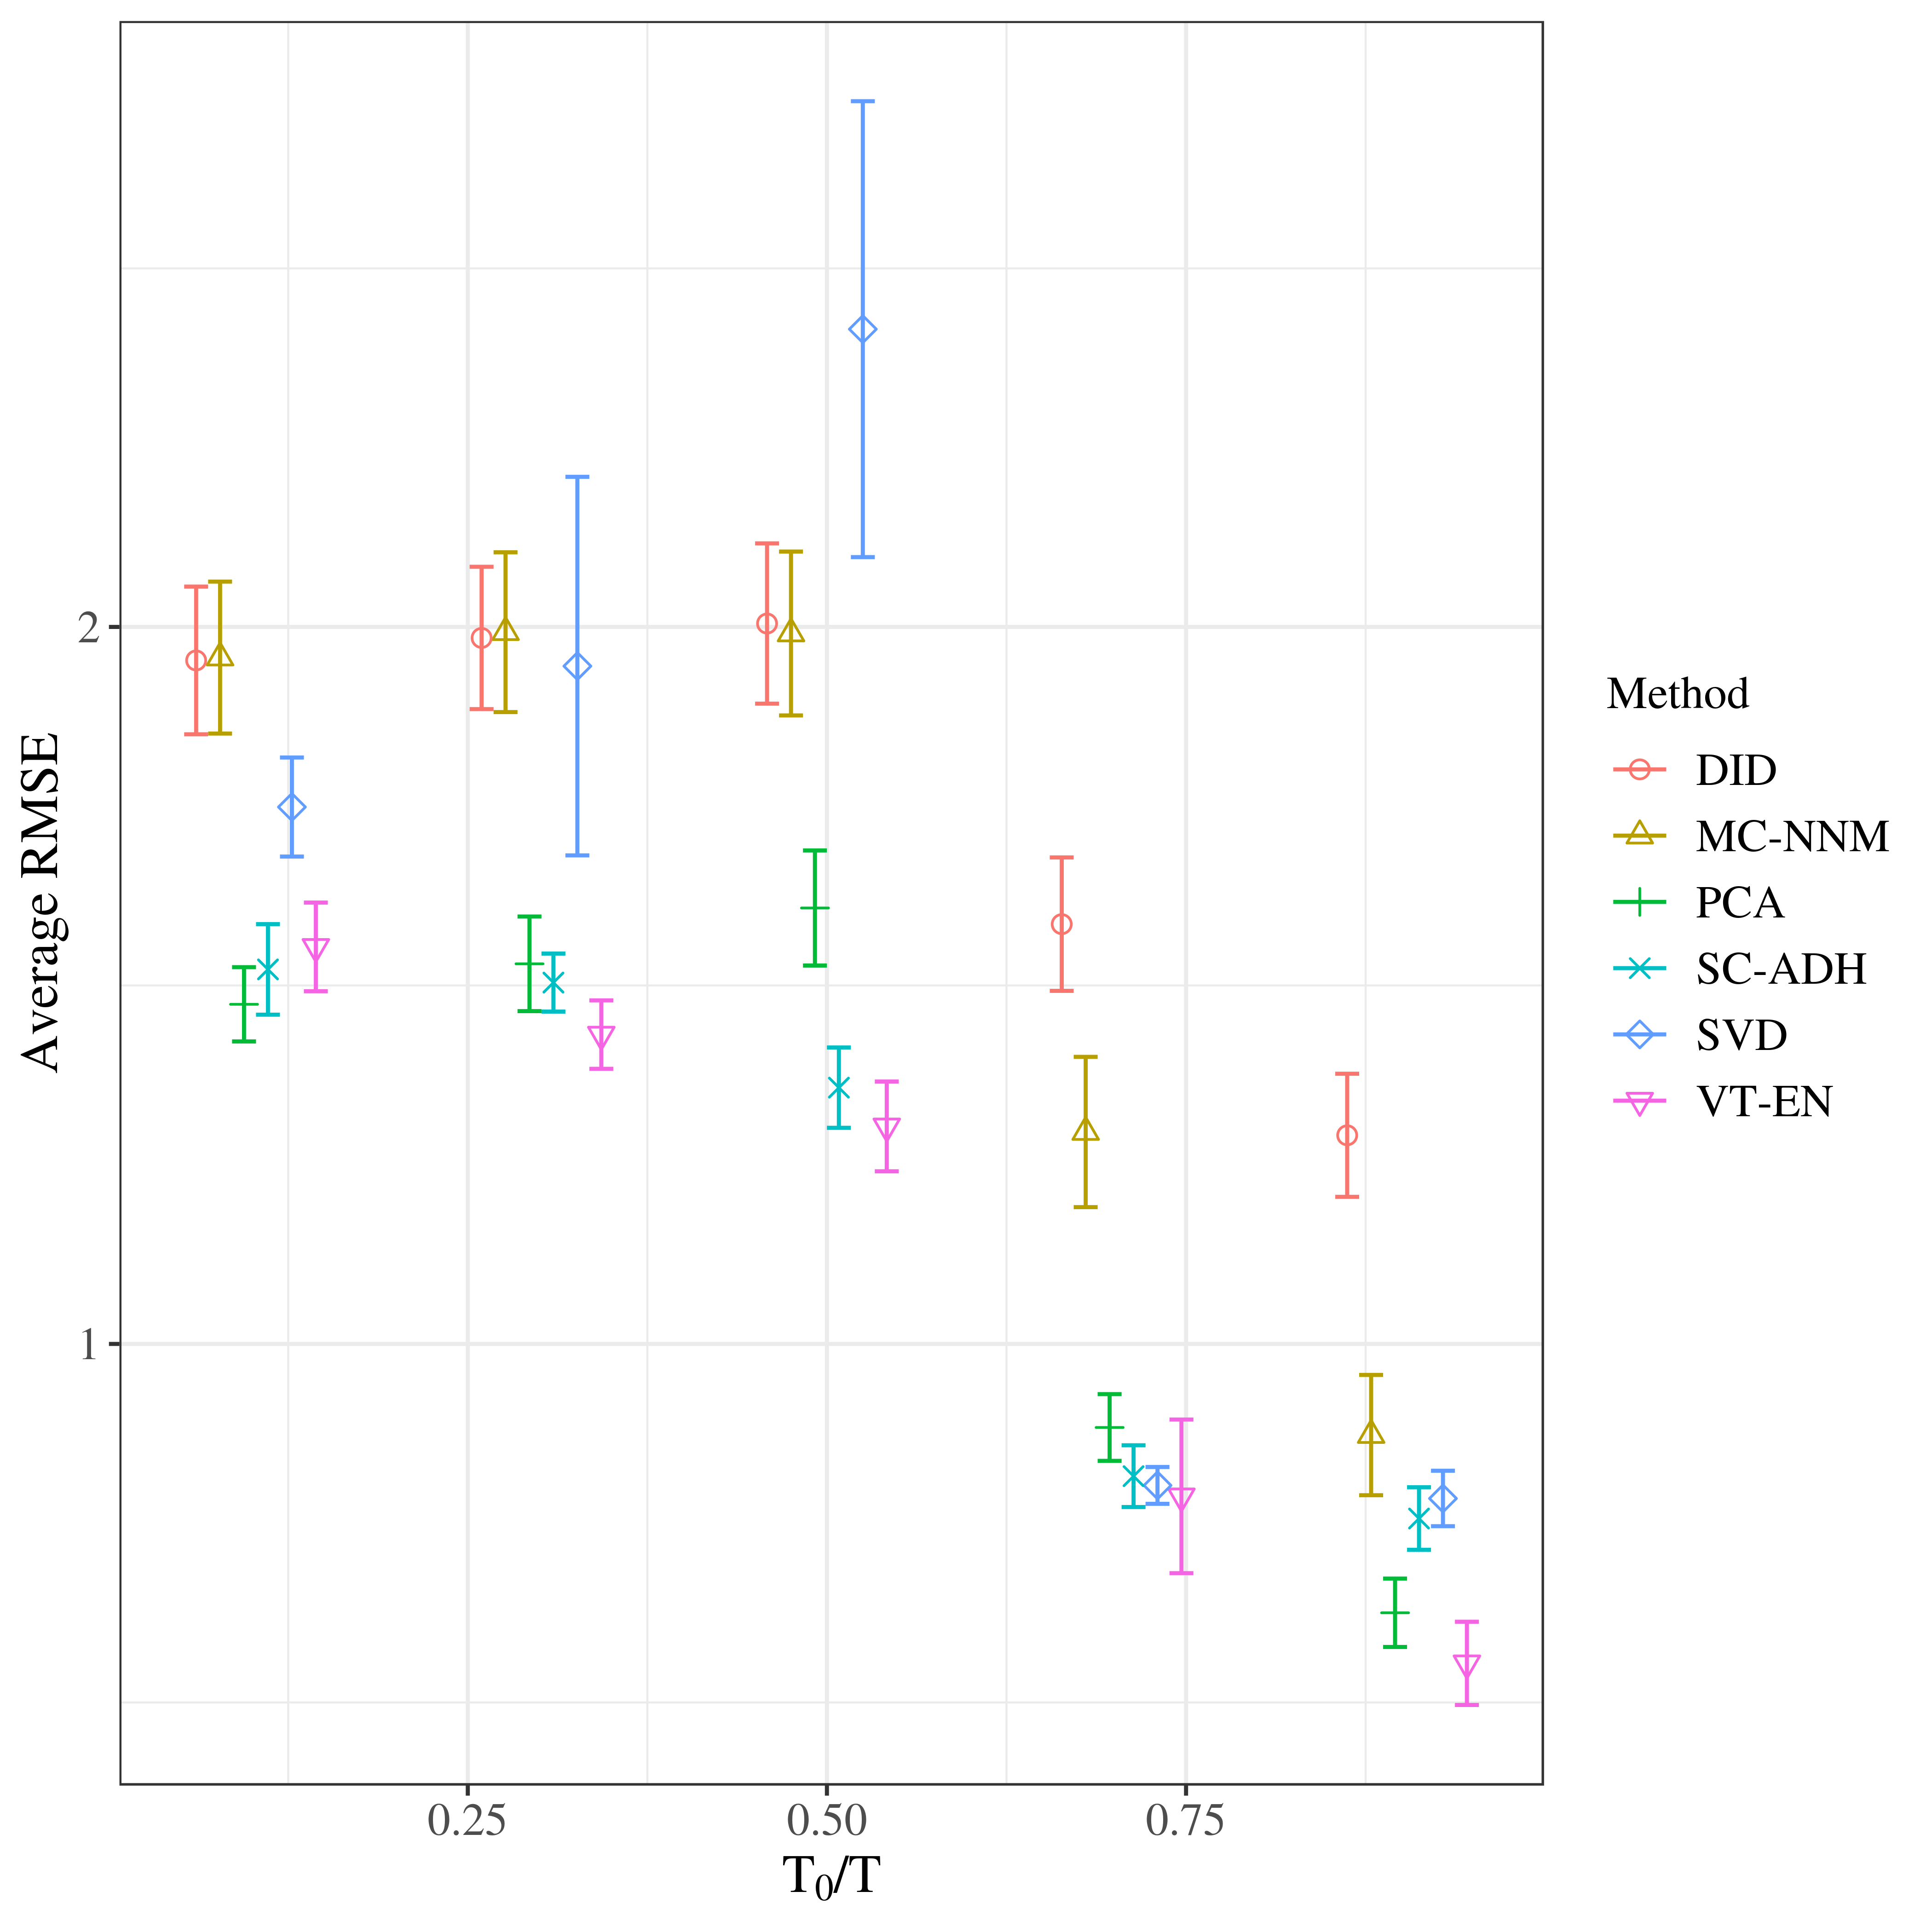 2
1
Average RMSE
0.25 0.50 0.75
T₀/T
Method
DID
MC-NNM
PCA
SC-ADH
SVD
VT-EN